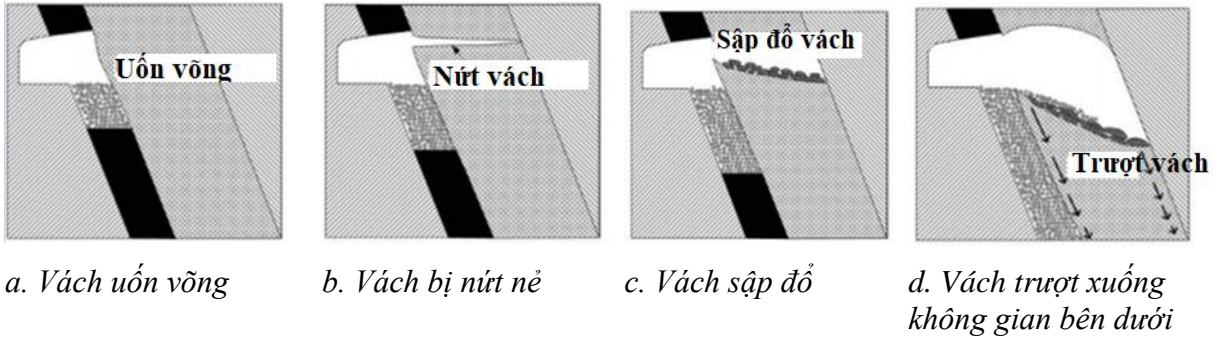 Uốn võng
Nứt vách
Sập đổ vách
Trượt vách
a. Vách uốn võng
b. Vách bị nứt nẻ
c. Vách sập đổ
d. Vách trượt xuống
không gian bên dưới